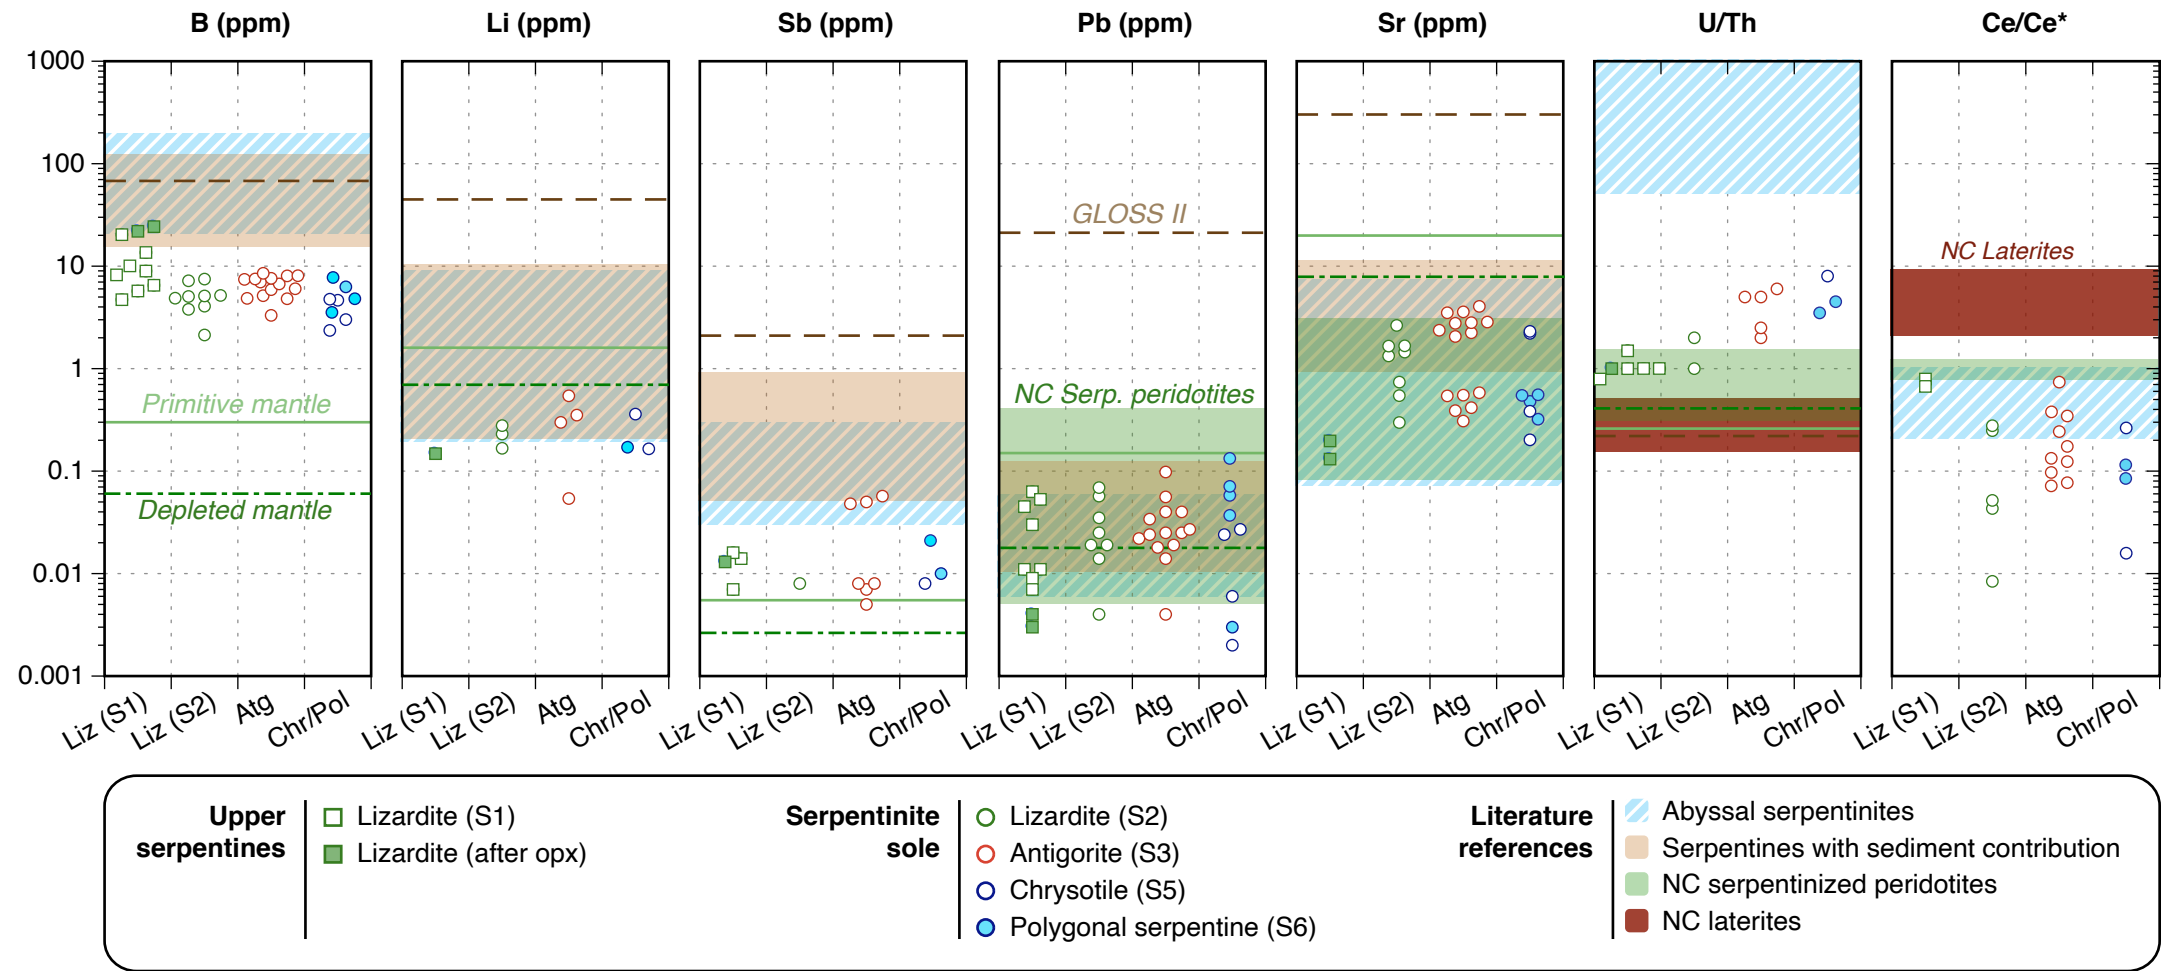 B (ppm) Li (ppm) Sb (ppm) Pb (ppm) Sr (ppm) U/Th Ce/Ce*
1000
100
10
1
0.1
0.01
0.001
GLOSS II
NC Laterites
Primitive mantle
NC Serp. peridotites
Depleted mantle
Liz (S1) Liz (S2) Atg Chr/Pol Liz (S1) Liz (S2) Atg Chr/Pol Liz (S1) Liz (S2) Atg Chr/Pol Liz (S1) Liz (S2) Atg Chr/Pol Liz (S1) Liz (S2) Atg Chr/Pol Liz (S1) Liz (S2) Atg Chr/Pol Liz (S1) Liz (S2) Atg Chr/Pol
Upper
serpentines
Lizardite (S1)
Lizardite (after opx)
Serpentinite
sole
Lizardite (S2)
Antigorite (S3)
Chrysotile (S5)
Polygonal serpentine (S6)
Literature
references
Abyssal serpentinites
Serpentines with sediment contribution
NC serpentinized peridotites
NC laterites